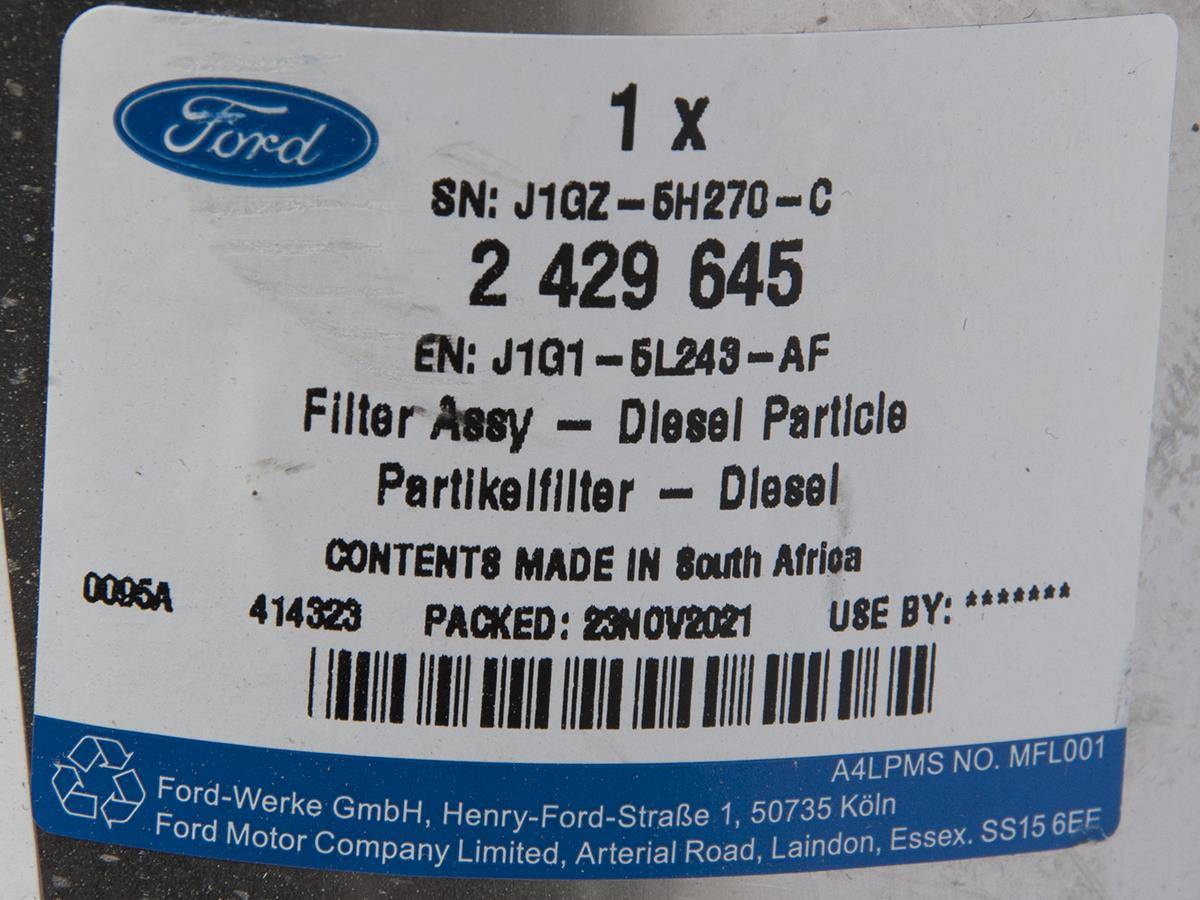 Ford
1 x
SN: J1GZ-5H270-C
2 429 645
EN: J1G1-5L243-AF
Filter Assy - Diesel Particle
Partikelfilter - Diesel
CONTENTS MADE IN South Africa
0095A 414323 PACKED: 23NOV2021 USE BY: *******
A4LPMS NO. MFL001
Ford-Werke GmbH, Henry-Ford-Straße 1, 50735 Köln
Ford Motor Company Limited, Arterial Road, Laindon, Essex. SS15 6EE